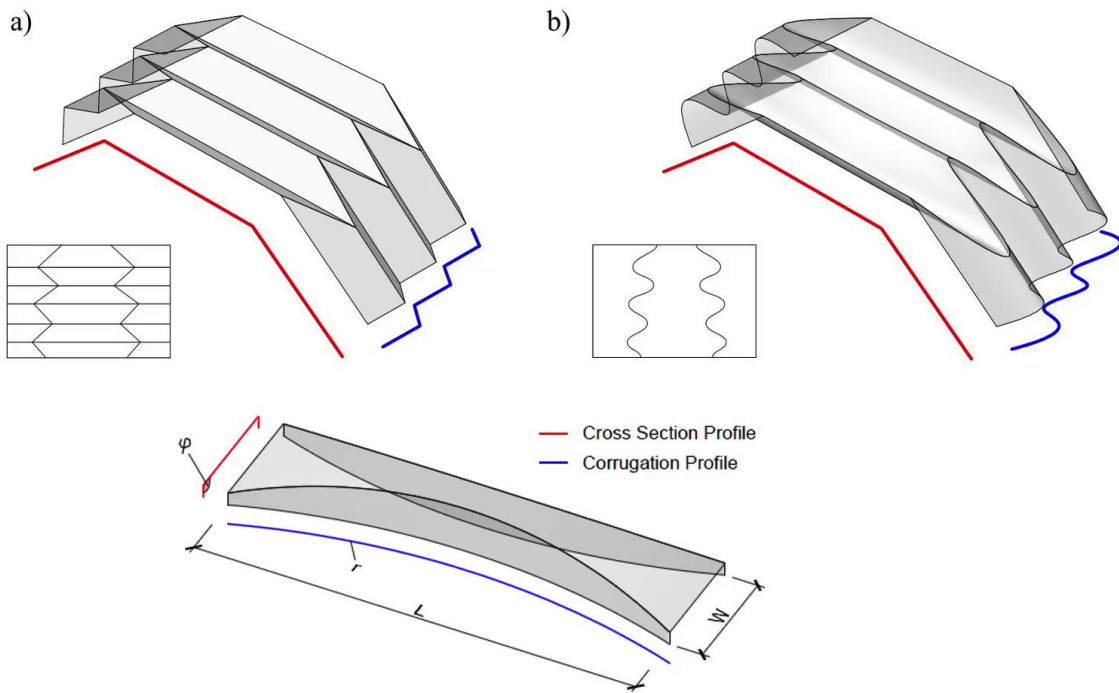 a)
b)
Cross Section Profile
Corrugation Profile
φ
r
L
W